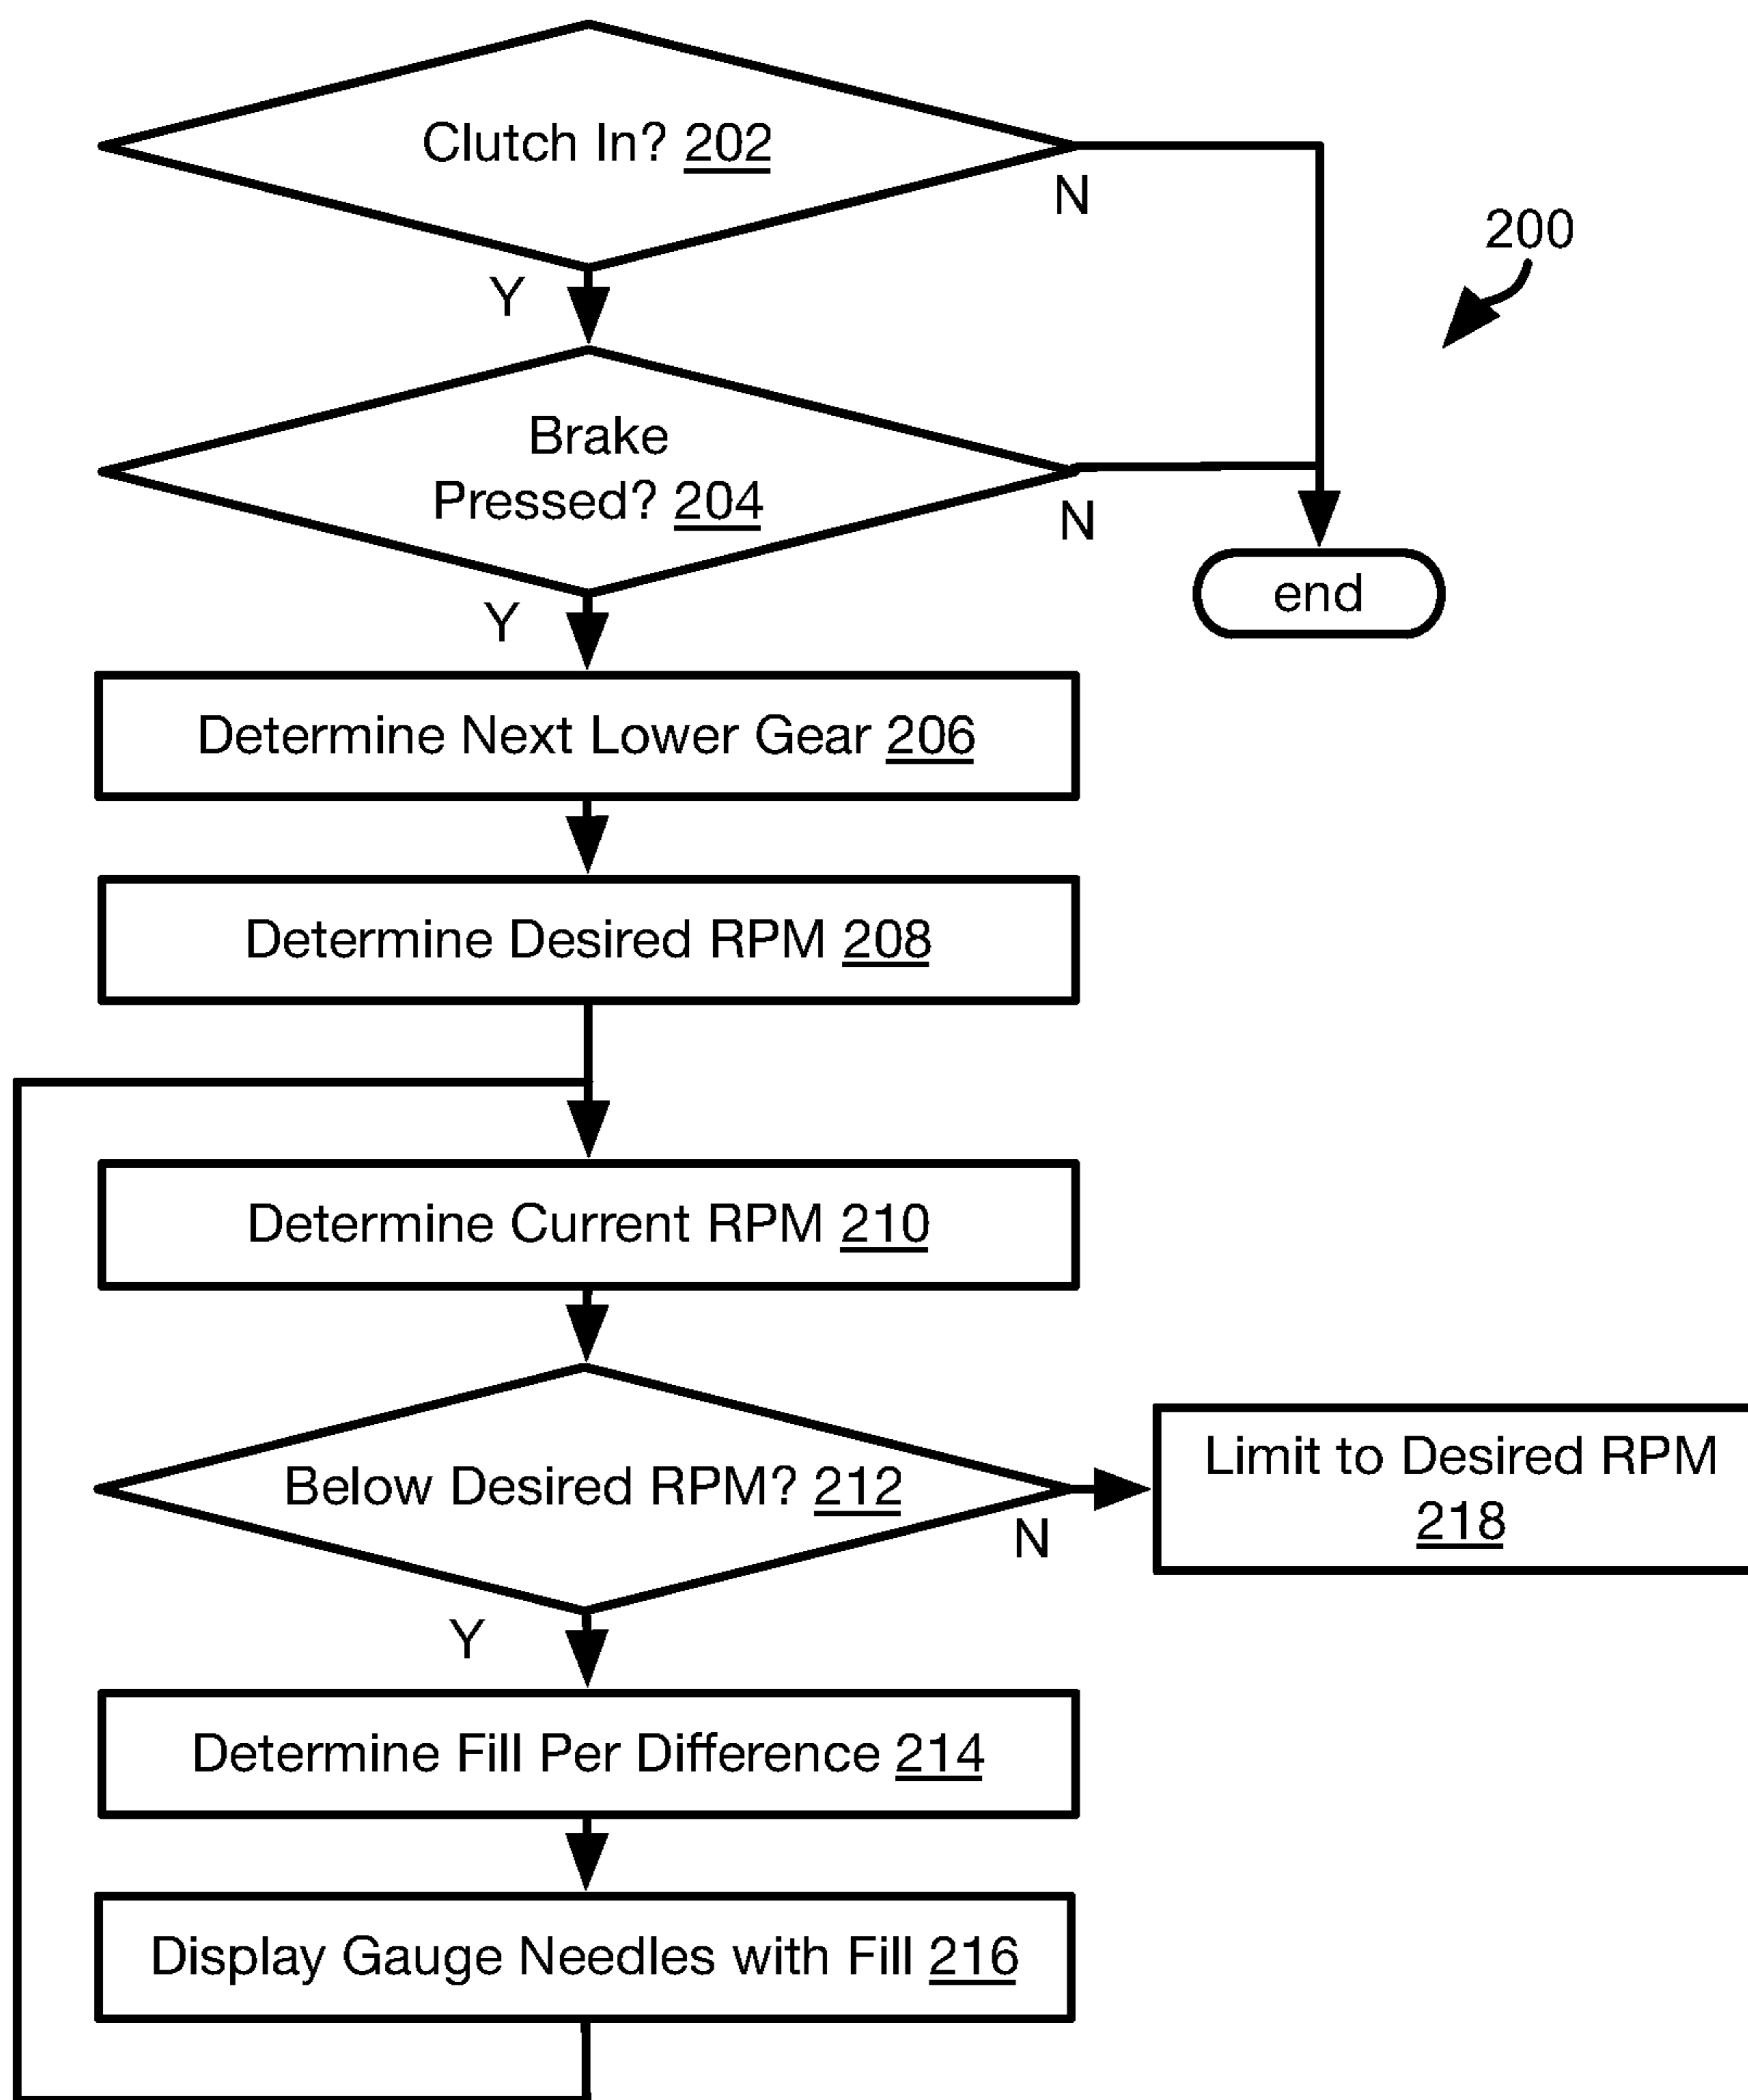 Clutch In? 202
N
200
Y
Brake
Pressed? 204
N
end
Y
Determine Next Lower Gear 206
Determine Desired RPM 208
Determine Current RPM 210
Limit to Desired RPM
218
Below Desired RPM? 212
N
Y
Determine Fill Per Difference 214
Display Gauge Needles with Fill 216